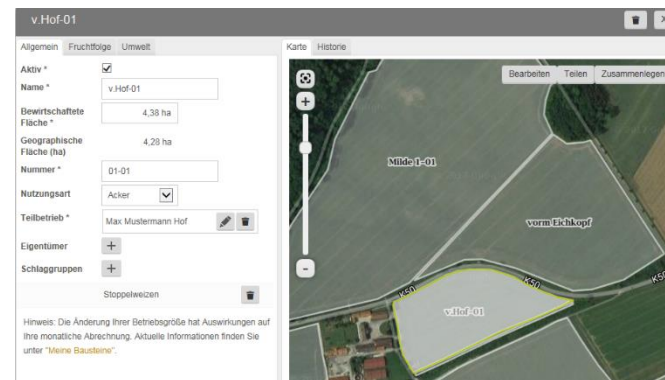 v.Hof-01
Allgemein Fruchtfolge Umwelt
Aktiv *
Name * v.Hof-01
Bewirtschaftete
Fläche * 4,38 ha
Geographische
Fläche (ha) 4,28 ha
Nummer * 01-01
Nutzungsart Acker
Teilbetrieb * Max Mustermann Hof
Eigentümer +
Schlaggruppen +
Stoppelweizen
Hinweis: Die Änderung Ihrer Betriebsgröße hat Auswirkungen auf
Ihre monatliche Abrechnung. Aktuelle Informationen finden Sie
unter "Meine Bausteine".
Karte Historie
Bearbeiten Teilen Zusammenlegen
+
Milde 1-01
vorm Eichkopf
-
K50
K50
K50
v.Hof-01